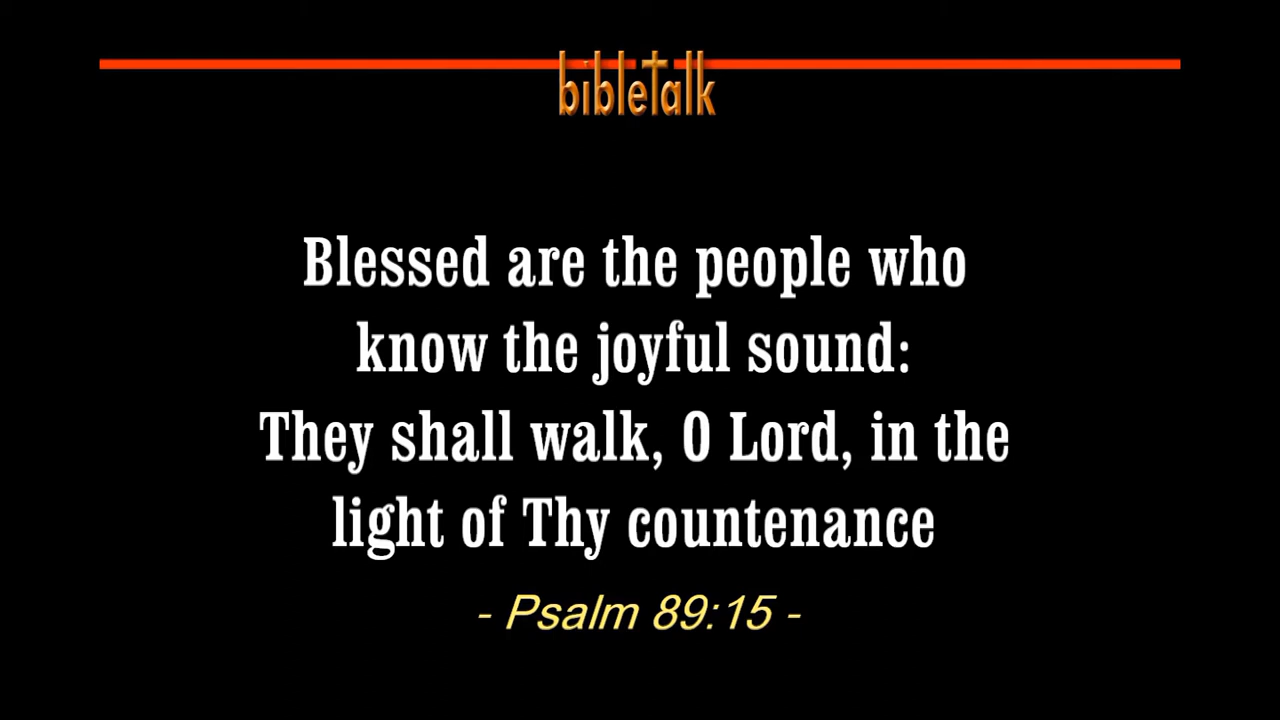 bibleTalk
Blessed are the people who
know the joyful sound:
They shall walk, O Lord, in the
light of Thy countenance
- Psalm 89:15 -